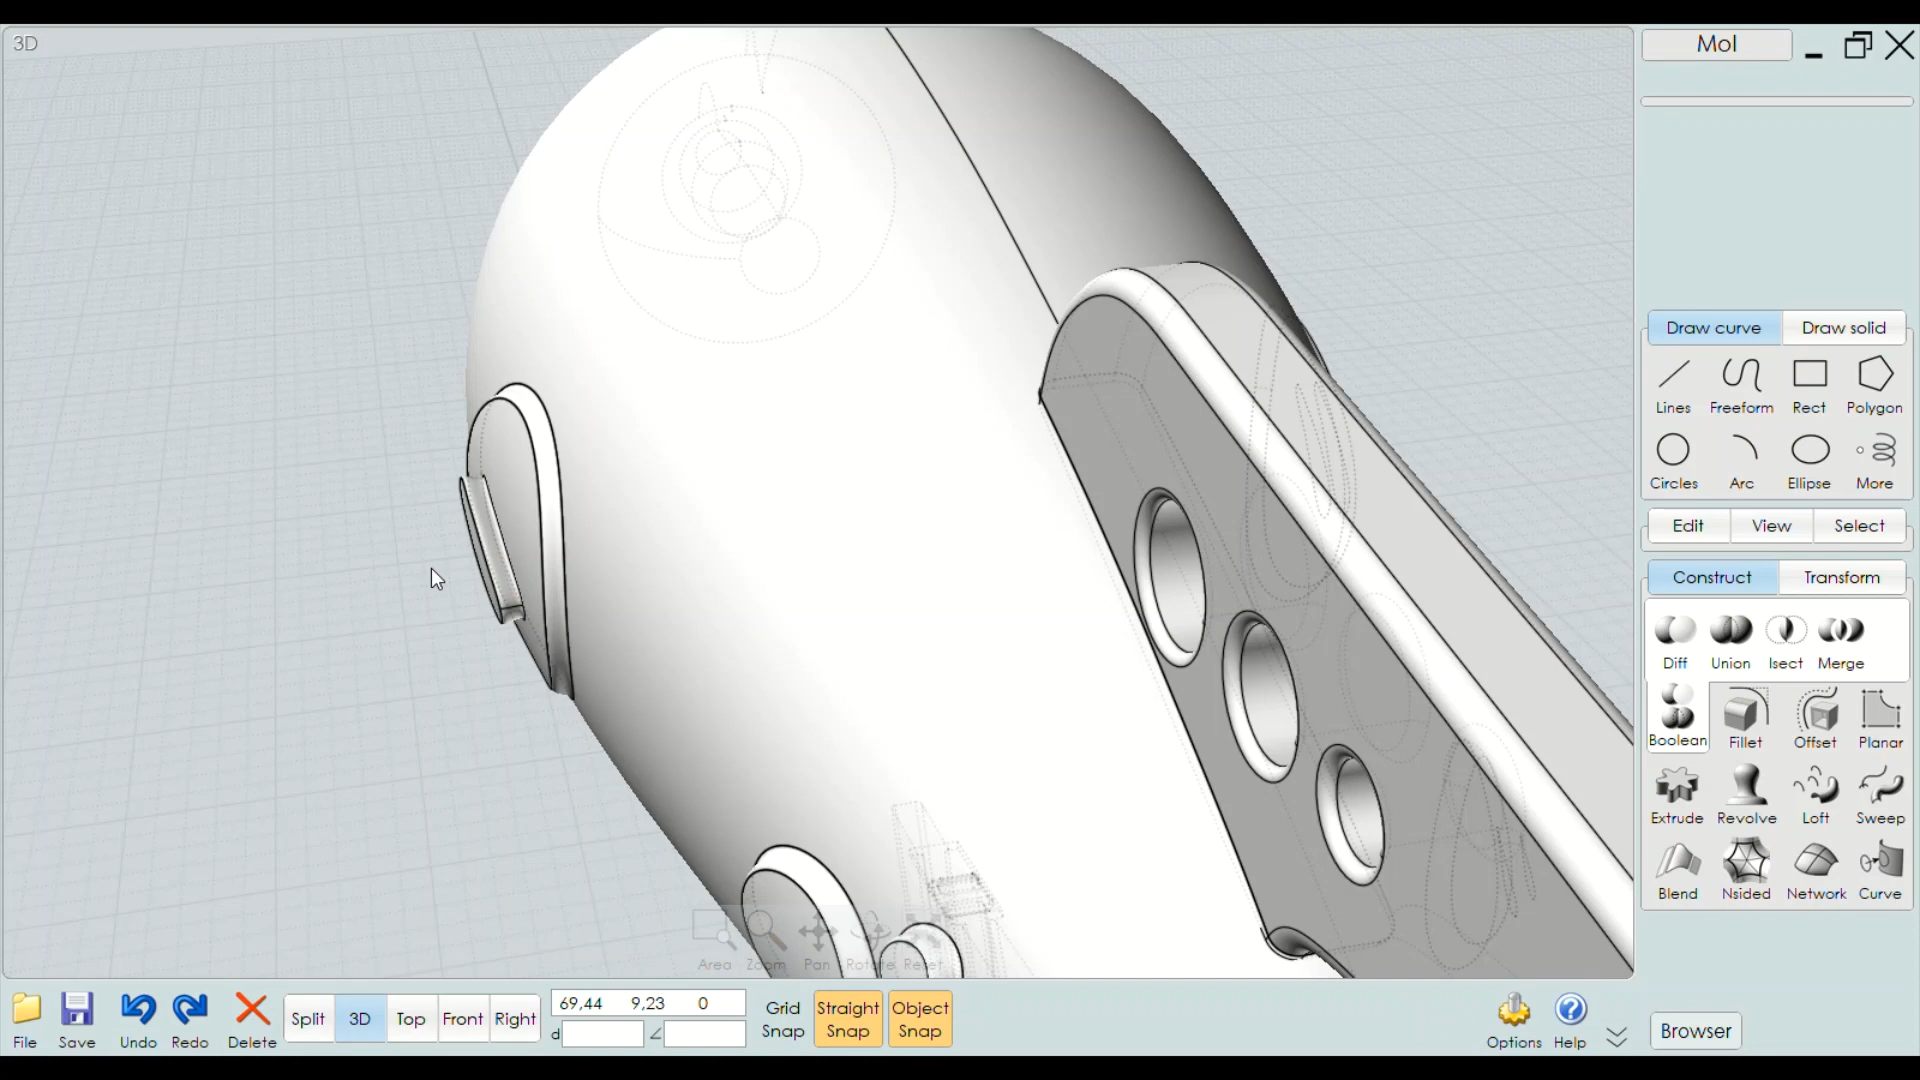 3D
MoI
Draw curve
Draw solid
Lines
Freeform
Rect
Polygon
Circles
Arc
Ellipse
More
Edit
View
Select
Construct
Transform
Diff
Union
Isect
Merge
Boolean
Fillet
Offset
Planar
Extrude
Revolve
Loft
Sweep
Blend
Nsided
Network
Curve
Area
Zoom
Pan
Rotate
Reset
File
Save
Undo
Redo
Delete
Split
3D
Top
Front
Right
69,44 9,23 0
d
∠
Grid
Snap
Straight
Snap
Object
Snap
Options
Help
Browser